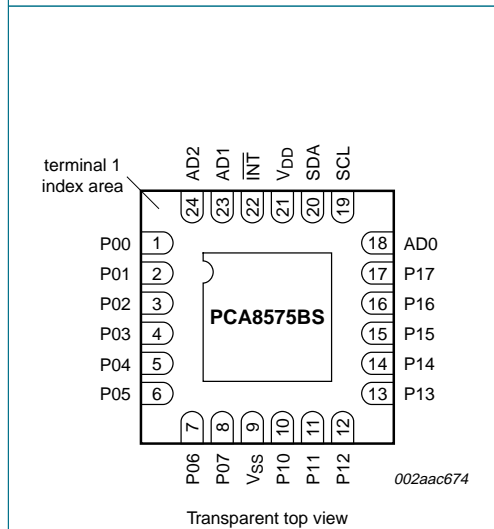 terminal 1
index area
AD2
AD1
INT
VDD
SDA
SCL
24
23
22
21
20
19
P00 1
P01 2
P02 3
P03 4
P04 5
P05 6
18 AD0
17 P17
16 P16
15 P15
14 P14
13 P13
PCA8575BS
7
8
9
10
11
12
P06
P07
VSS
P10
P11
P12
002aac674
Transparent top view